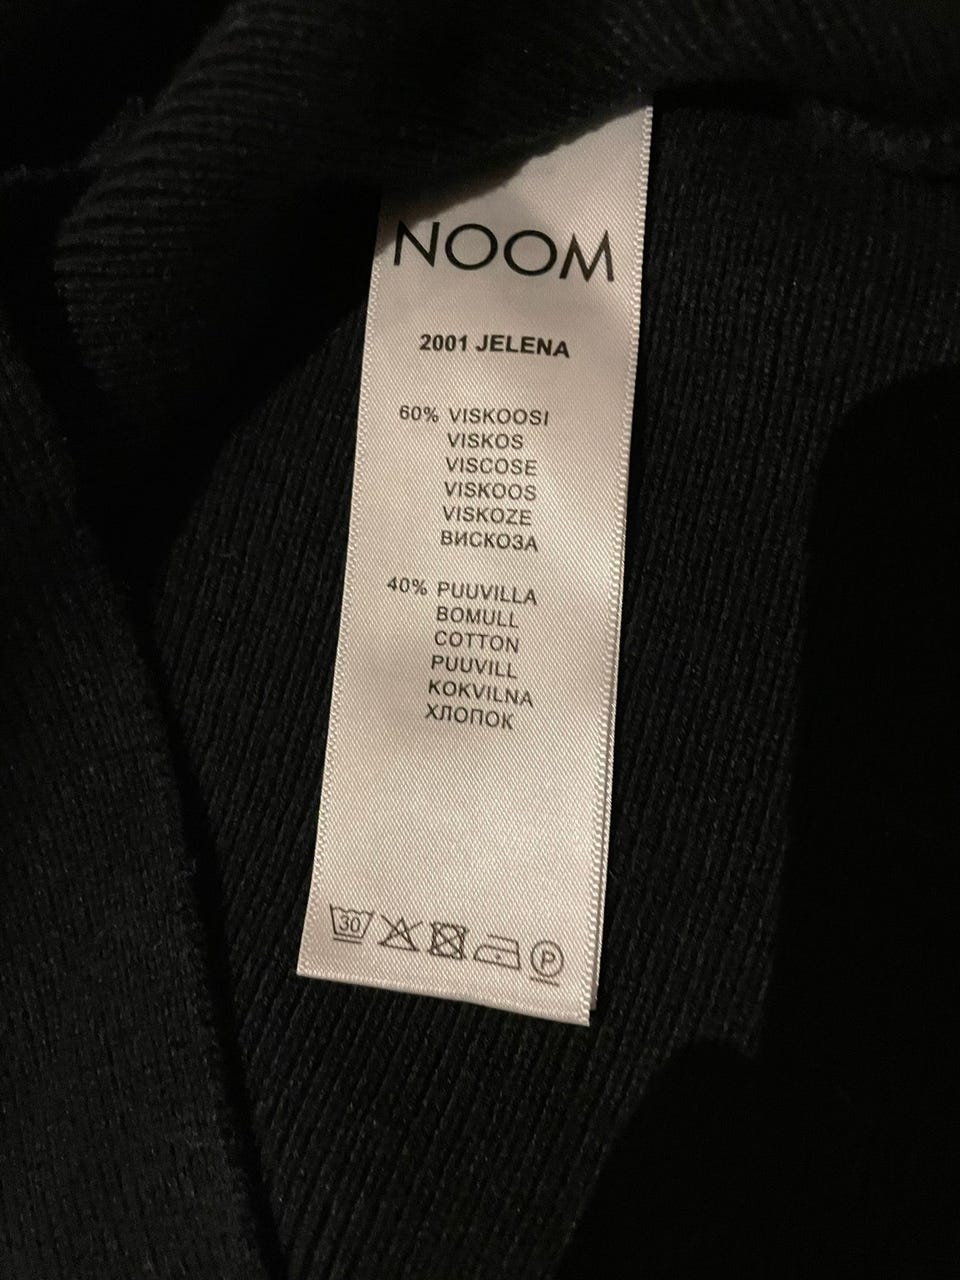 NOOM
2001 JELENA
60% VISKOOSI
VISKOS
VISCOSE
VISKOOS
VISKOZE
ВИСКОЗА
40% PUUVILLA
BOMULL
COTTON
PUUVILL
KOKVILNA
ХЛОПОК
30 P